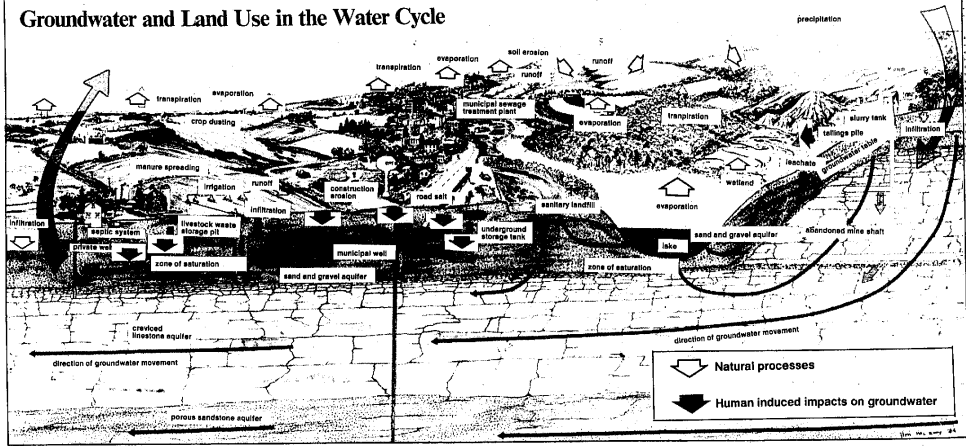 Groundwater and Land Use in the Water Cycle
precipitation
soil erosion
evaporation
runoff
runoff
transpiration
transpiration
evaporation
municipal sewage
treatment plant
crop dusting
evaporation
tranpiration
slurry tank
tailings pile
infiltration
leachate
groundwater table
wetland
manure spreading
irrigation
runoff
construction
erosion
road salt
infiltration
sanitary landfill
evaporation
infiltration
septic system
livestock waste
storage pit
underground
storage tank
sand and gravel aquifer
abandoned mine shaft
private well
municipal well
lake
zone of saturation
zone of saturation
sand and gravel aquifer
creviced
limestone aquifer
direction of groundwater movement
direction of groundwater movement
Natural processes
Human induced impacts on groundwater
porous sandstone aquifer